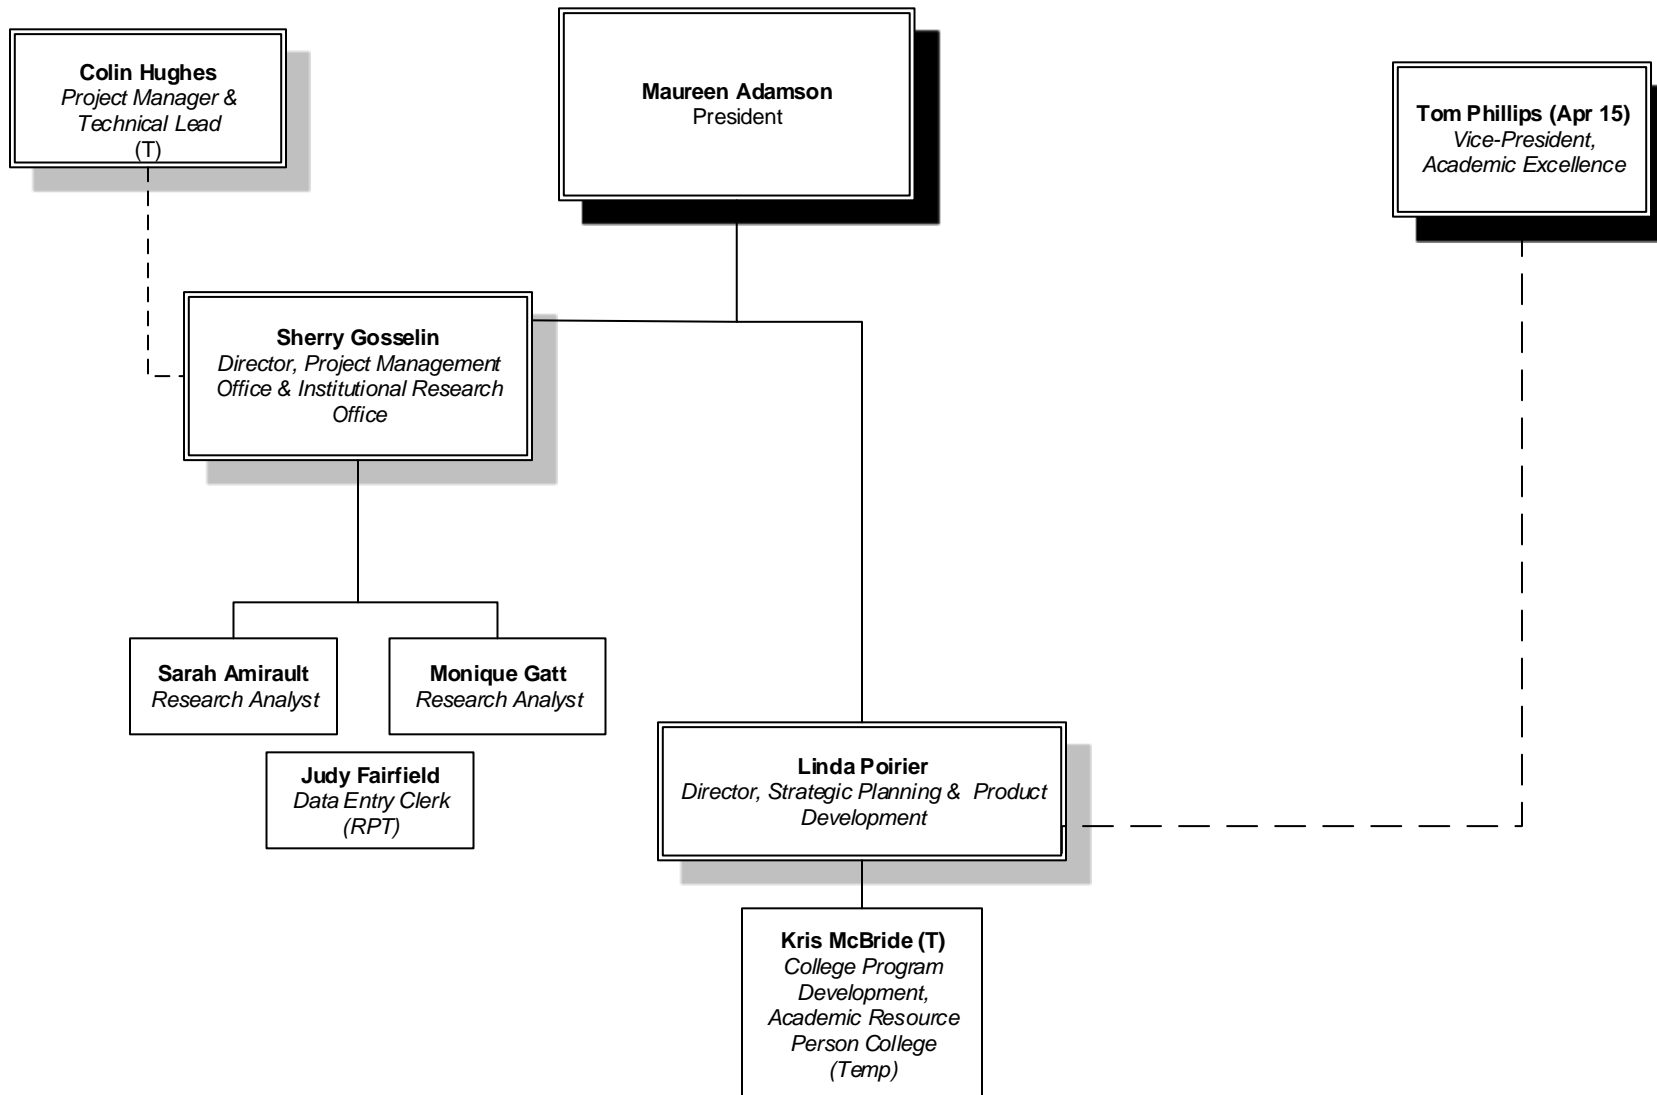 Colin Hughes
Project Manager &
Technical Lead
(T)
Maureen Adamson
President
Tom Phillips (Apr 15)
Vice-President,
Academic Excellence
Sherry Gosselin
Director, Project Management
Office & Institutional Research
Office
Sarah Amirault
Research Analyst
Monique Gatt
Research Analyst
Judy Fairfield
Data Entry Clerk
(RPT)
Linda Poirier
Director, Strategic Planning & Product
Development
Kris McBride (T)
College Program
Development,
Academic Resource
Person College
(Temp)